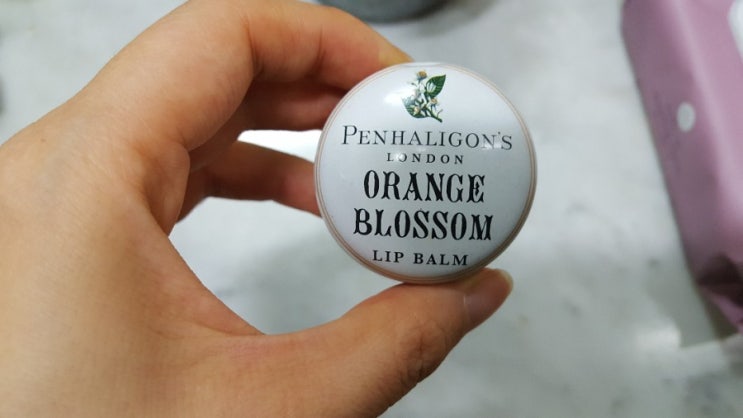 PENHALIGON'S
LONDON
ORANGE
BLOSSOM
LIP BALM